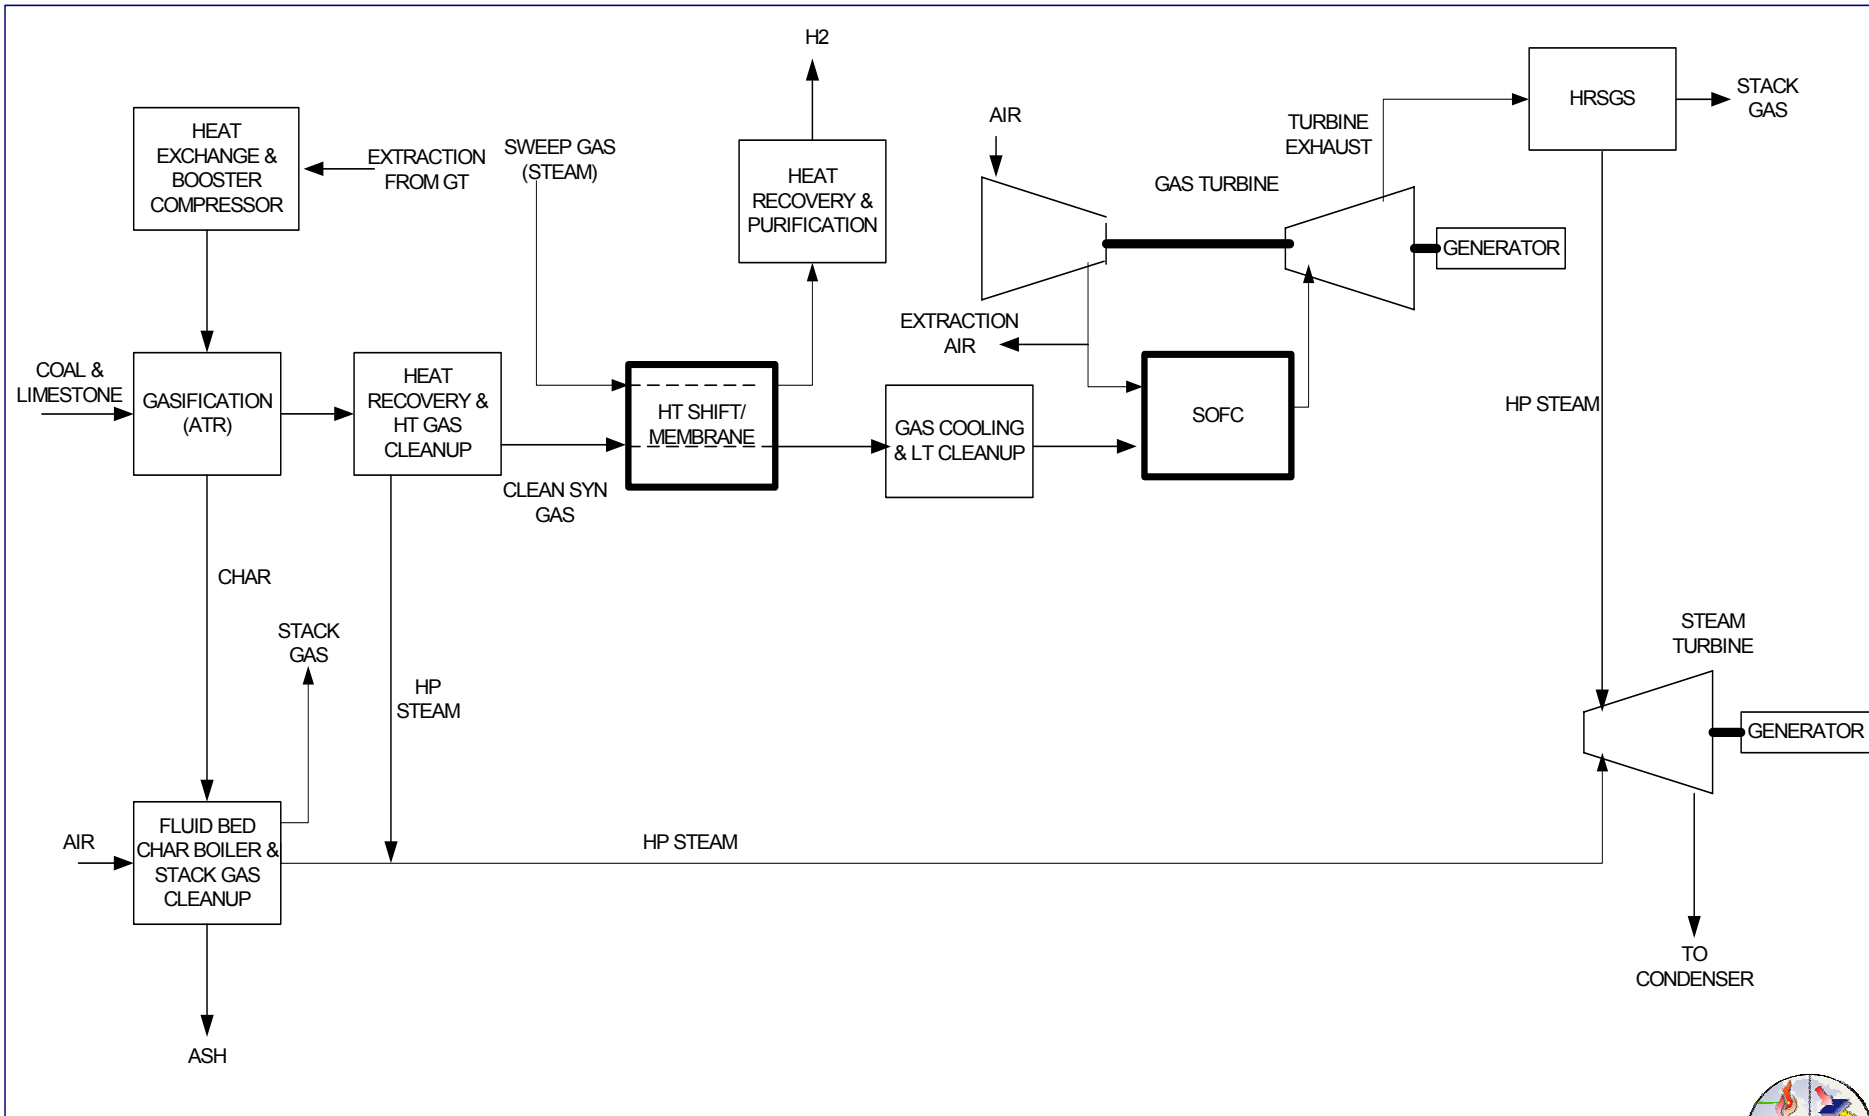 H2
HEAT
EXCHANGE &
BOOSTER
COMPRESSOR
EXTRACTION
FROM GT
SWEEP GAS
(STEAM)
HEAT
RECOVERY &
PURIFICATION
AIR
GAS TURBINE
TURBINE
EXHAUST
HRSGS
STACK
GAS
GENERATOR
EXTRACTION
AIR
COAL &
LIMESTONE
GASIFICATION
(ATR)
HEAT
RECOVERY &
HT GAS
CLEANUP
CLEAN SYN
GAS
HT SHIFT/
MEMBRANE
GAS COOLING
& LT CLEANUP
SOFC
HP STEAM
CHAR
STACK
GAS
HP
STEAM
STEAM
TURBINE
GENERATOR
AIR
FLUID BED
CHAR BOILER &
STACK GAS
CLEANUP
HP STEAM
TO
CONDENSER
ASH